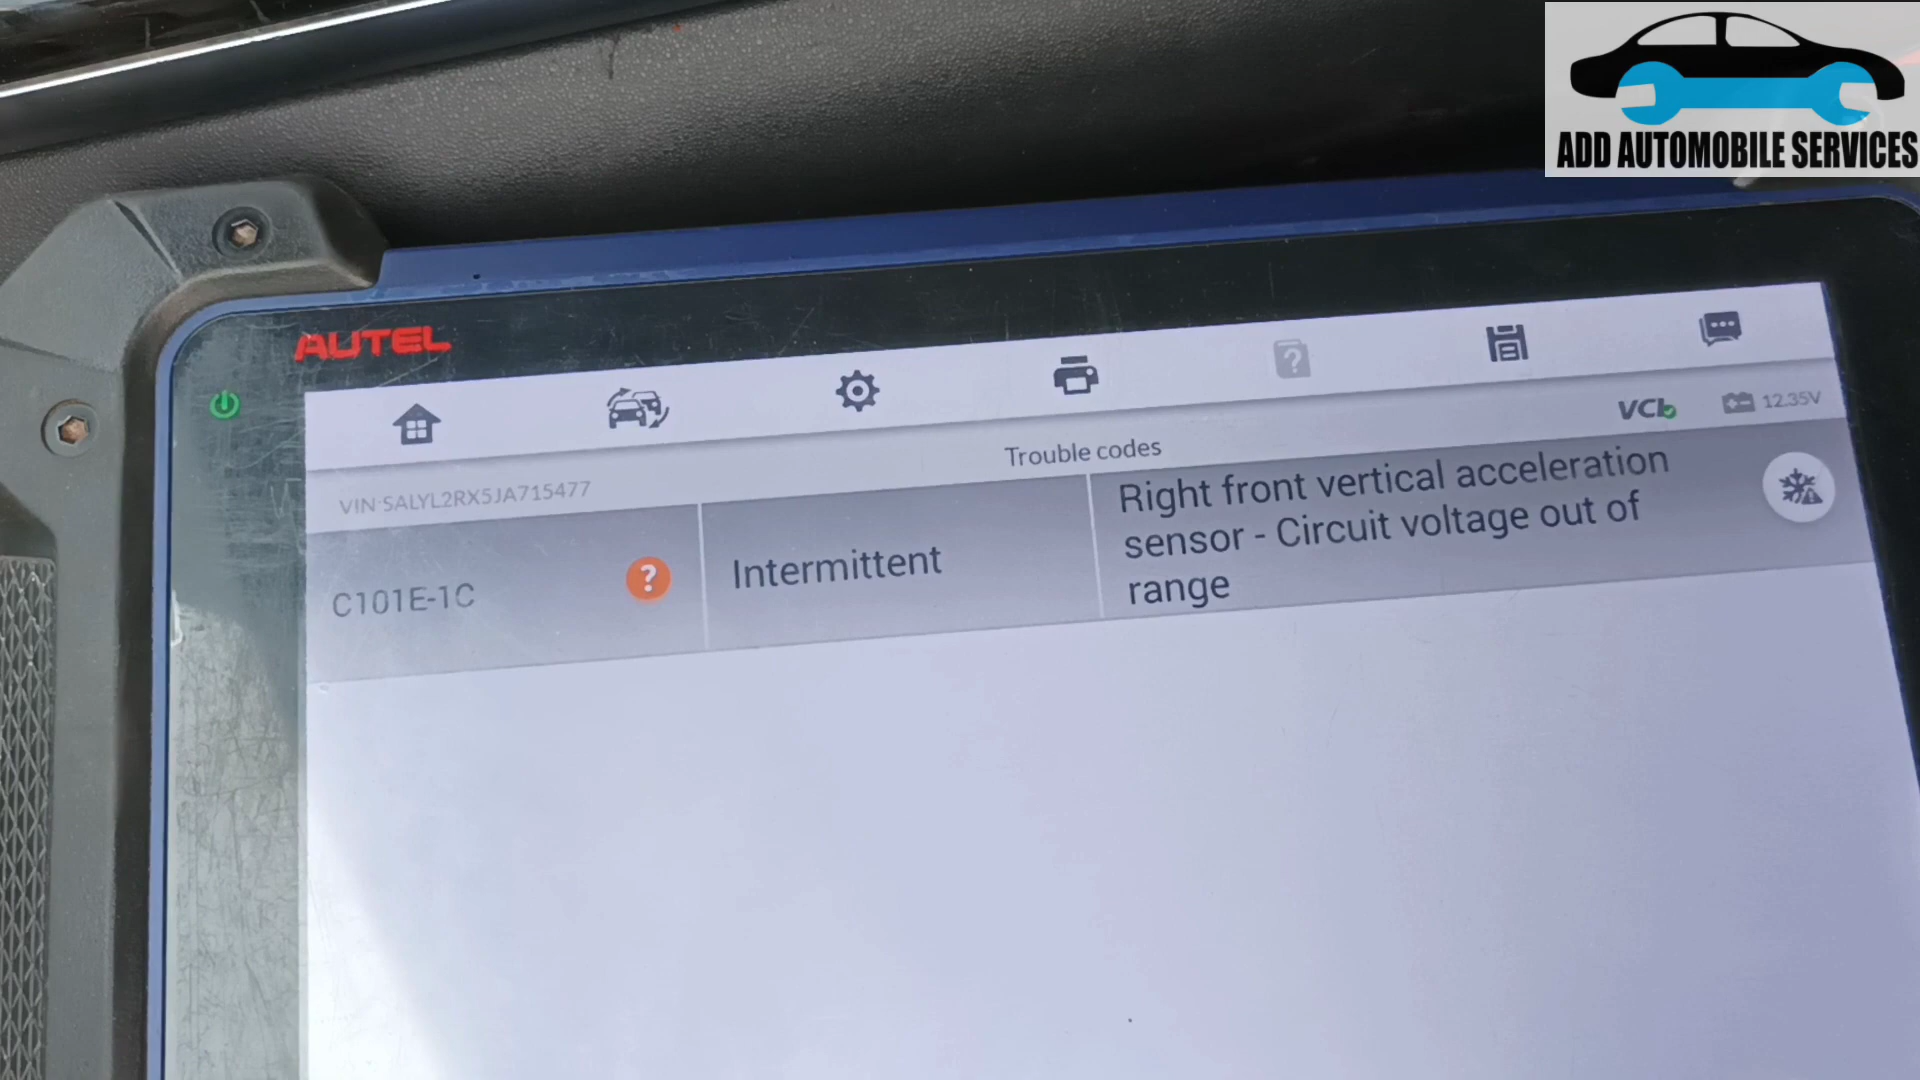 ADD AUTOMOBILE SERVICES
AUTEL
VCI
12.35V
Trouble codes
VIN:SALYL2RX5JA715477
C101E-1C
?
Intermittent
Right front vertical acceleration
sensor - Circuit voltage out of
range